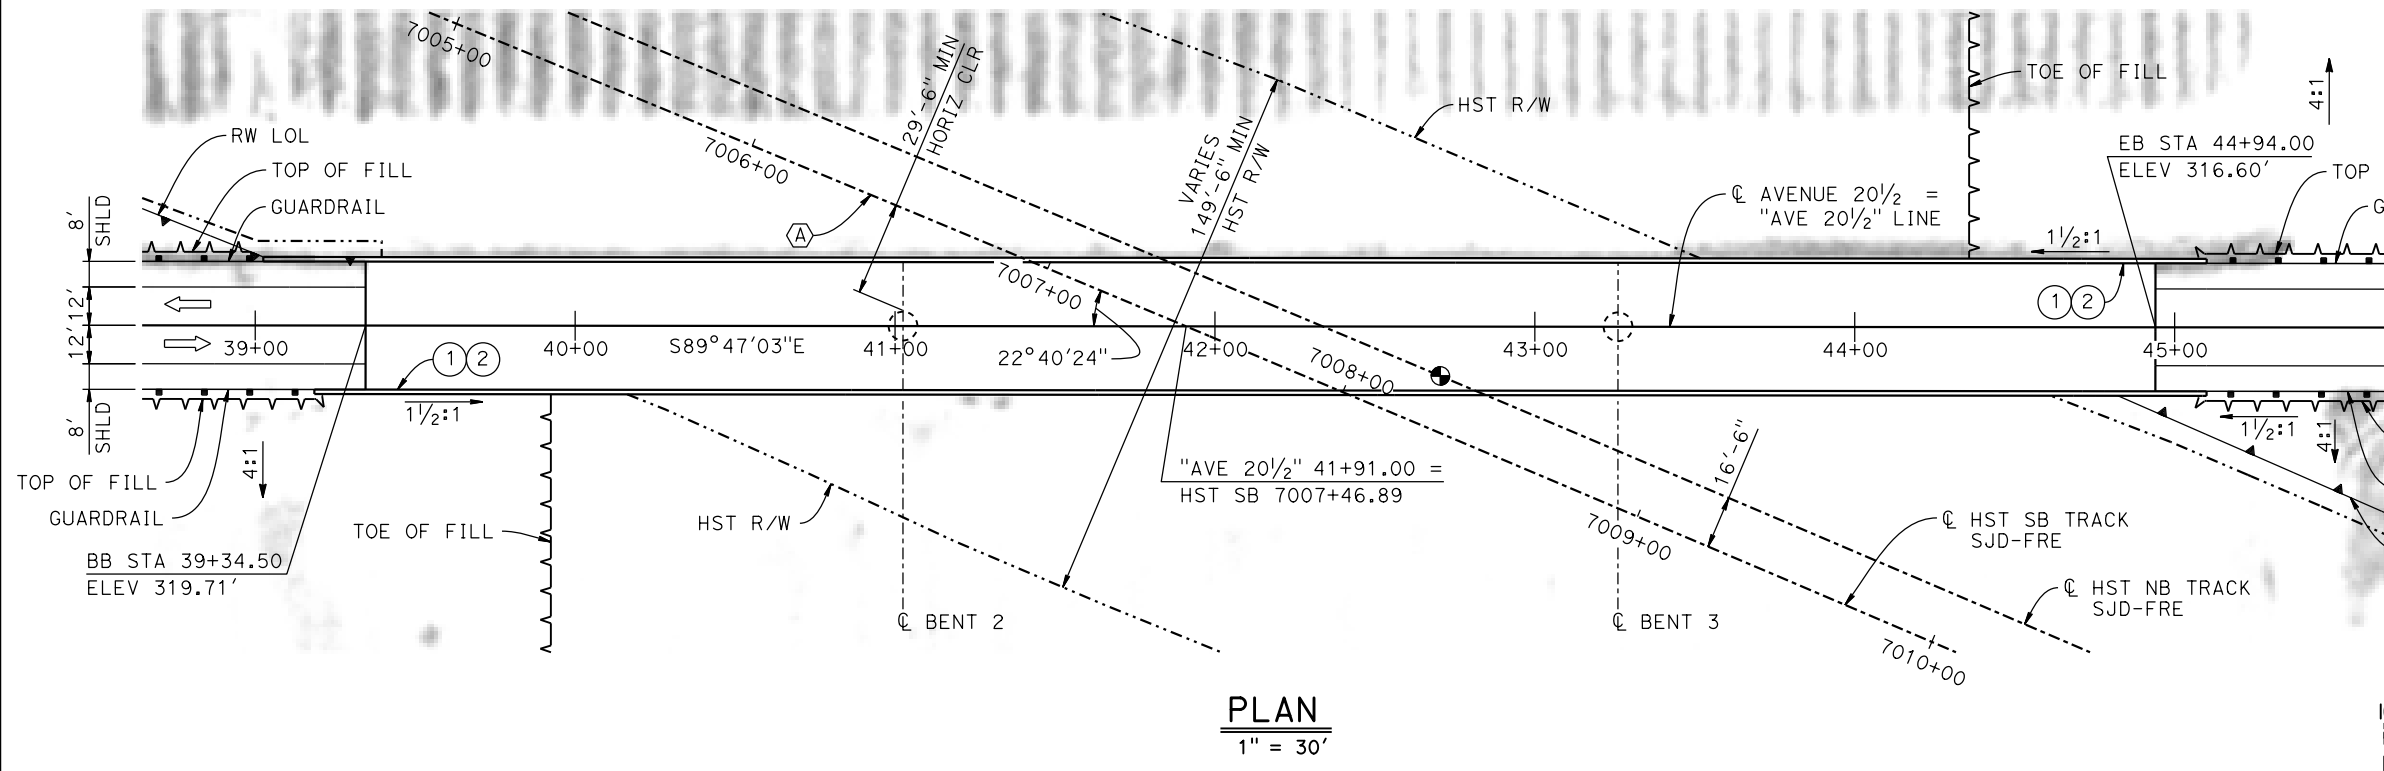 7005+00
29'-6" MIN
HORIZ CLR
TOE OF FILL
4:1
HST R/W
RW LOL
7006+00
VARIES
149'-6" MIN
HST R/W
EB STA 44+94.00
ELEV 316.60'
TOP OF FILL
TOP
GUARDRAIL
G
8'
SHLD
A
℄ AVENUE 20½ =
"AVE 20½" LINE
1½:1
7007+00
12'
12'
1 2
39+00
40+00
S89°47'03"E
41+00
22°40'24"
42+00
43+00
44+00
45+00
1 2
7008+00
8'
SHLD
1½:1
1½:1
4:1
4:1
16'-6"
"AVE 20½" 41+91.00 =
HST SB 7007+46.89
TOP OF FILL
GUARDRAIL
TOE OF FILL
HST R/W
7009+00
℄ HST SB TRACK
SJD-FRE
BB STA 39+34.50
ELEV 319.71'
℄ HST NB TRACK
SJD-FRE
℄ BENT 2
℄ BENT 3
7010+00
PLAN
1" = 30'